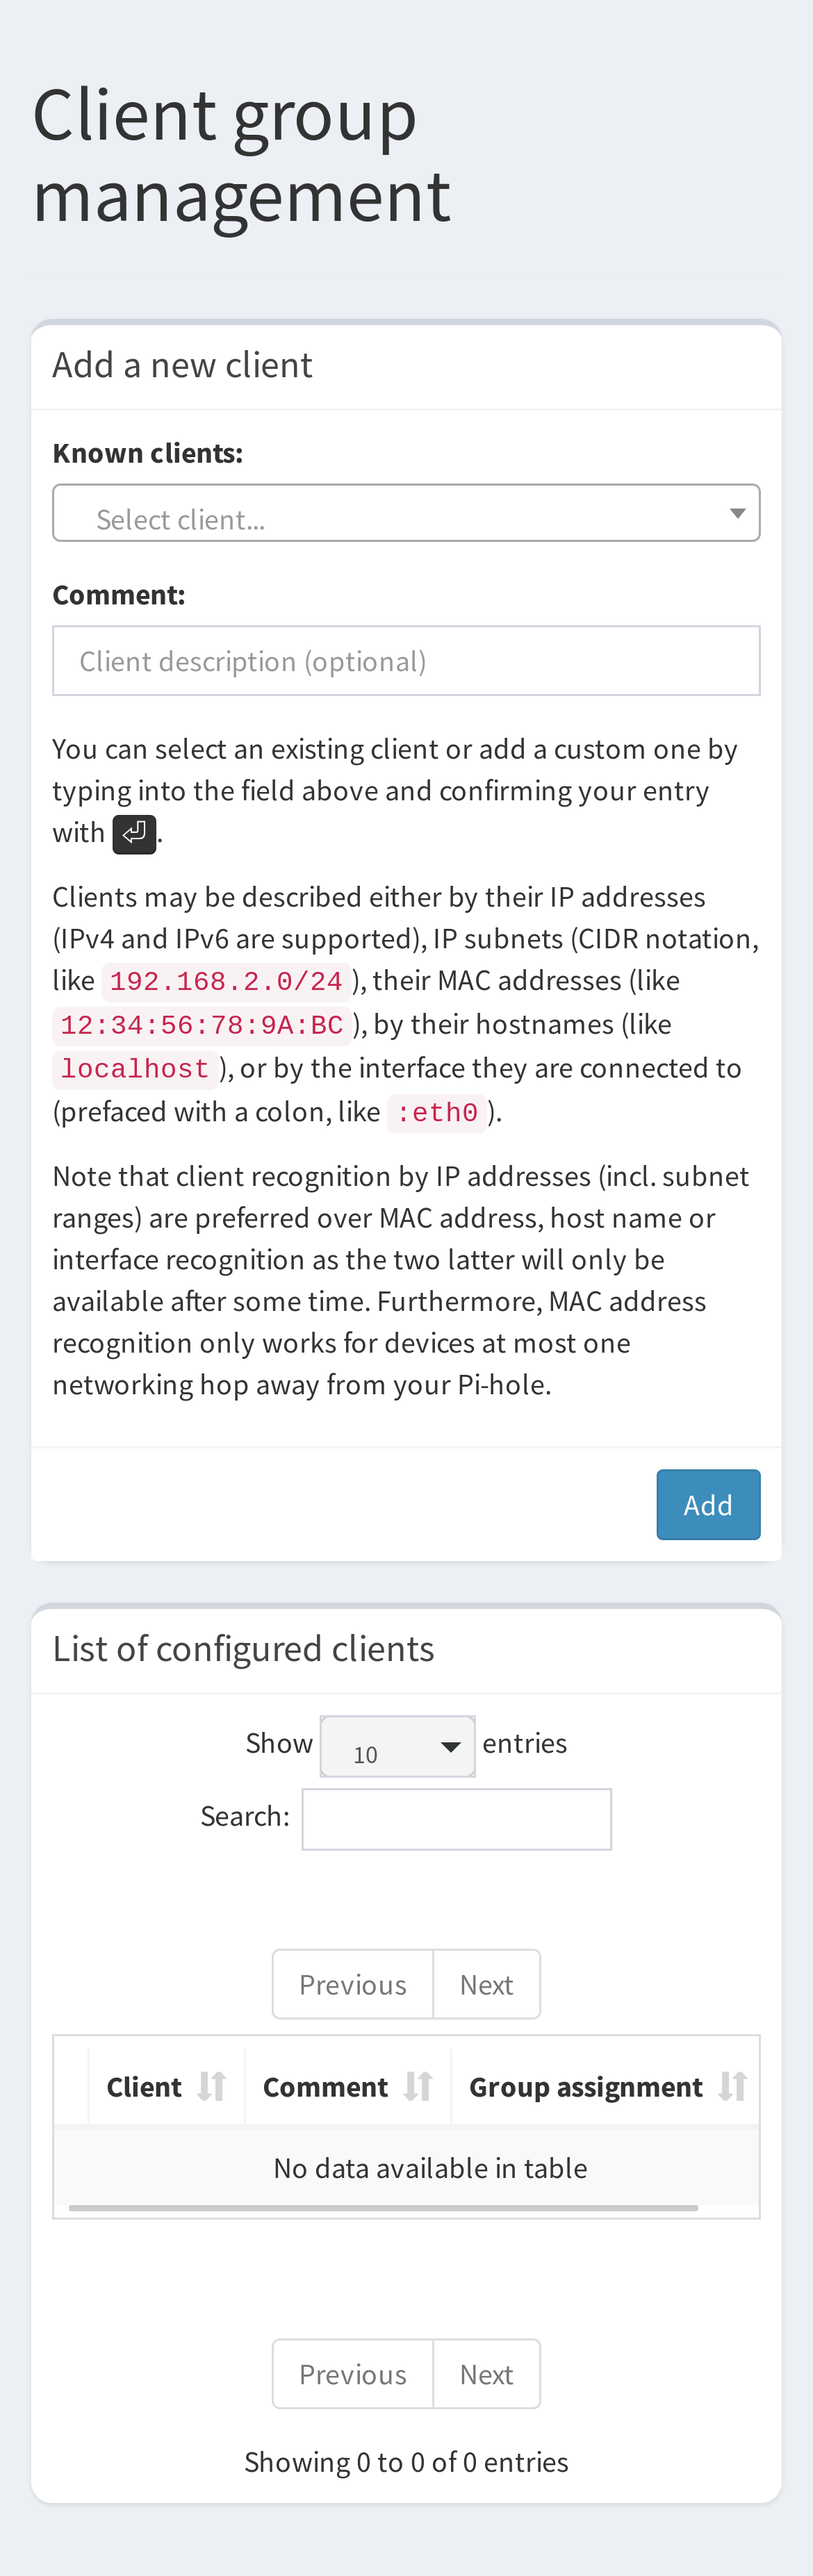 Client group
management
Add a new client
Known clients:
Select client...
Comment:
Client description (optional)
You can select an existing client or add a custom one by
typing into the field above and confirming your entry
with ⏎.
Clients may be described either by their IP addresses
(IPv4 and IPv6 are supported), IP subnets (CIDR notation,
like 192.168.2.0/24), their MAC addresses (like
12:34:56:78:9A:BC), by their hostnames (like
localhost), or by the interface they are connected to
(prefaced with a colon, like :eth0).
Note that client recognition by IP addresses (incl. subnet
ranges) are preferred over MAC address, host name or
interface recognition as the two latter will only be
available after some time. Furthermore, MAC address
recognition only works for devices at most one
networking hop away from your Pi-hole.
Add
List of configured clients
Show 10 entries
Search:
Previous Next
Client Comment Group assignment
No data available in table
Previous Next
Showing 0 to 0 of 0 entries